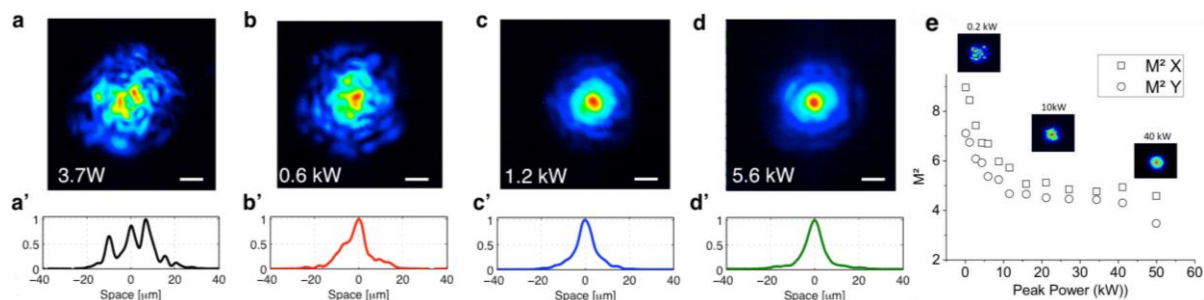 a
b
c
d
e
3.7W
0.6 kW
1.2 kW
5.6 kW
a'
b'
c'
d'
1
0.5
0
−40
−20
0
20
40
Space [µm]
1
0.5
0
−40
−20
0
20
40
Space [µm]
1
0.5
0
−40
−20
0
20
40
Space [µm]
1
0.5
0
−40
−20
0
20
40
Space [µm]
0.2 kW
10kW
40 kW
M² X
M² Y
M²
8
6
4
2
0
10
20
30
40
50
60
Peak Power (kW))